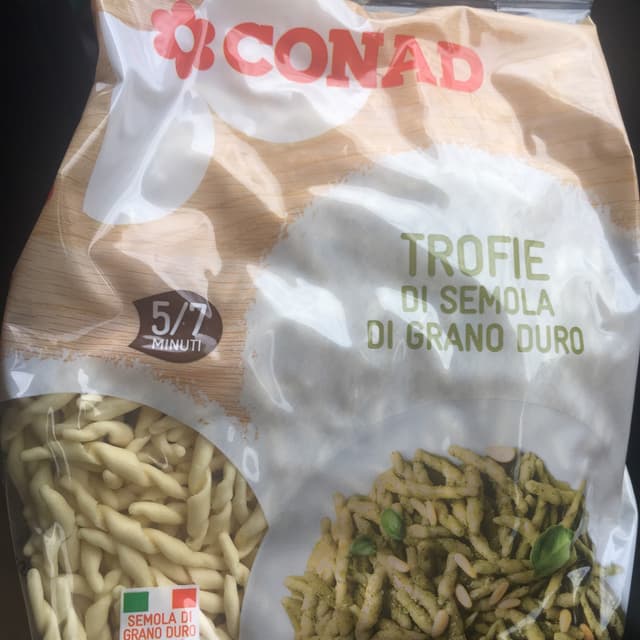 CONAD
TROFIE
DI SEMOLA
DI GRANO DURO
5/7
MINUTI
SEMOLA DI
GRANO DURO